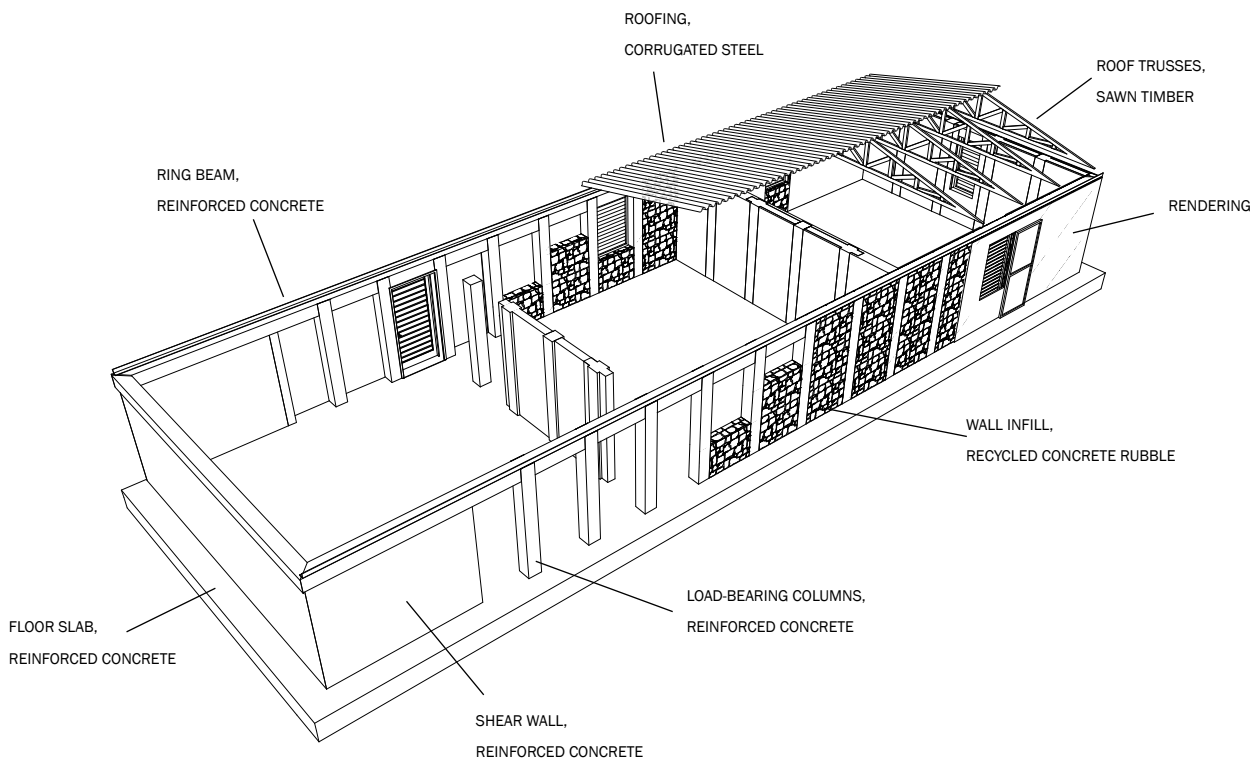 ROOFING,
CORRUGATED STEEL
ROOF TRUSSES,
SAWN TIMBER
RING BEAM,
REINFORCED CONCRETE
RENDERING
WALL INFILL,
RECYCLED CONCRETE RUBBLE
LOAD-BEARING COLUMNS,
REINFORCED CONCRETE
FLOOR SLAB,
REINFORCED CONCRETE
SHEAR WALL,
REINFORCED CONCRETE